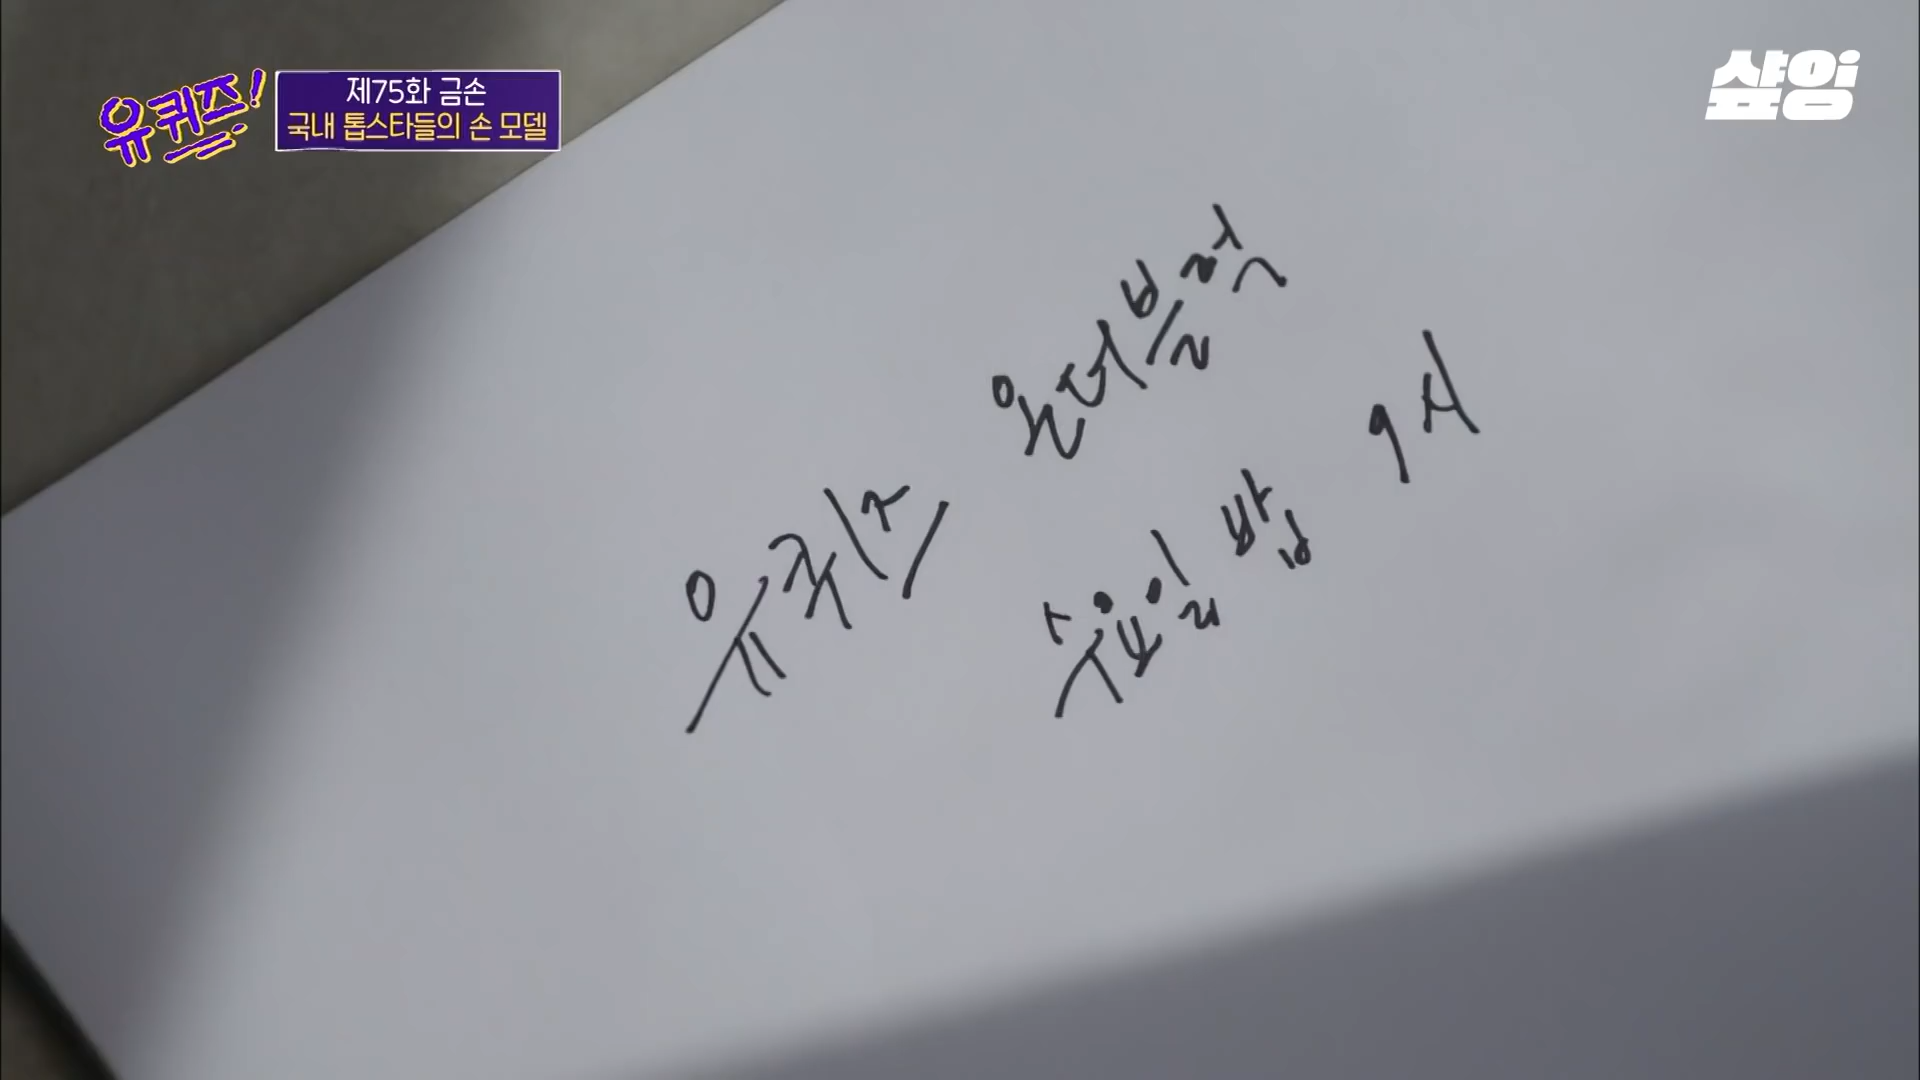 유퀴즈!
제75화 금손
국내 톱스타들의 손 모델
샾잉
유퀴즈 온더블럭
수요일 밤 9시